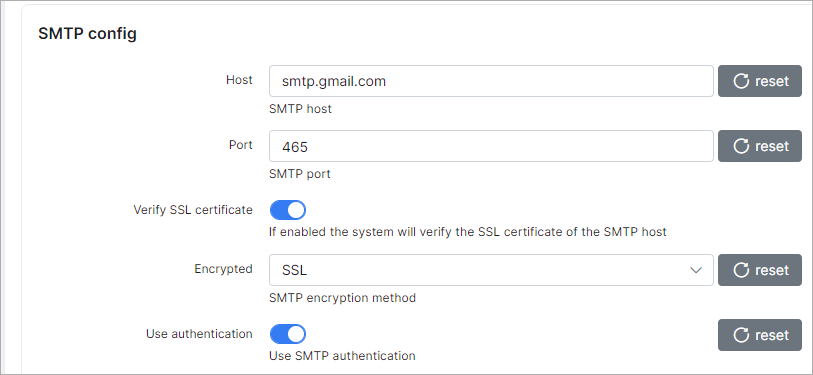 SMTP config
Host smtp.gmail.com reset
SMTP host
Port 465 reset
SMTP port
Verify SSL certificate
If enabled the system will verify the SSL certificate of the SMTP host
Encrypted SSL reset
SMTP encryption method
Use authentication reset
Use SMTP authentication